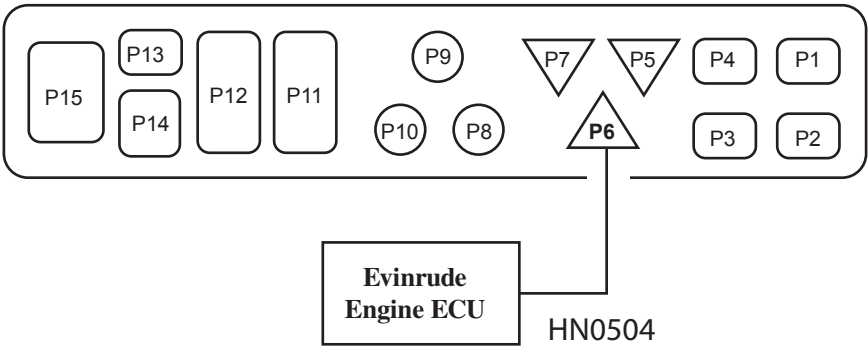 P15
P13
P14
P12
P11
P9
P10
P8
P7
P5
P6
P4
P1
P3
P2
Evinrude
Engine ECU
HN0504